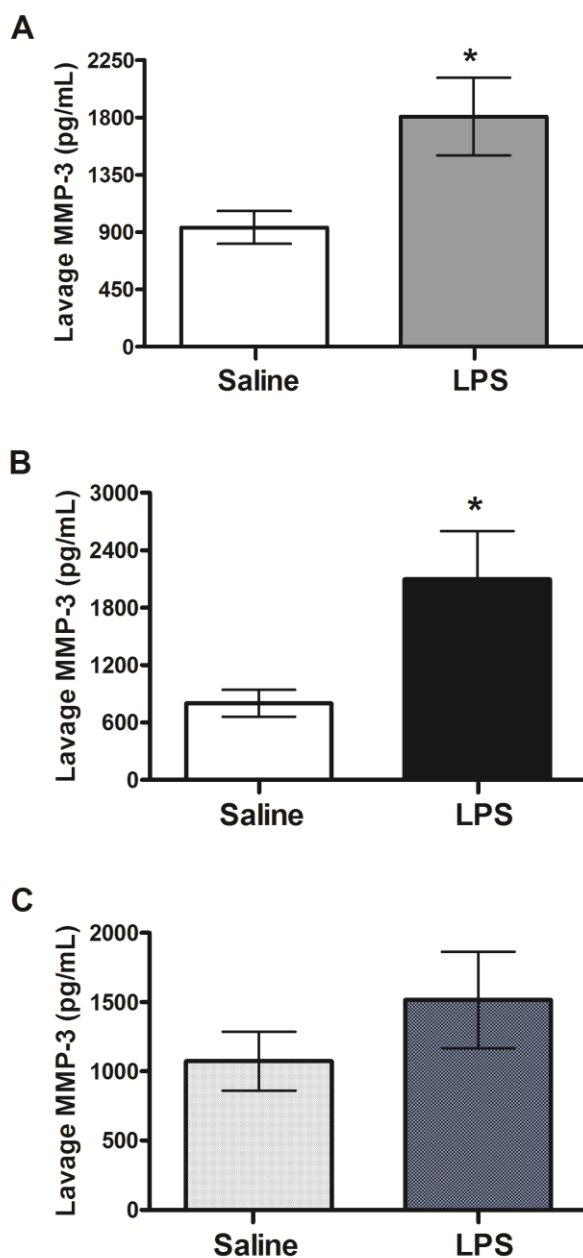 A
Lavage MMP-3 (pg/mL)
2250
1800
1350
900
450
0
*
Saline
LPS
B
Lavage MMP-3 (pg/mL)
3000
2400
1800
1200
600
0
*
Saline
LPS
C
Lavage MMP-3 (pg/mL)
2000
1500
1000
500
0
Saline
LPS